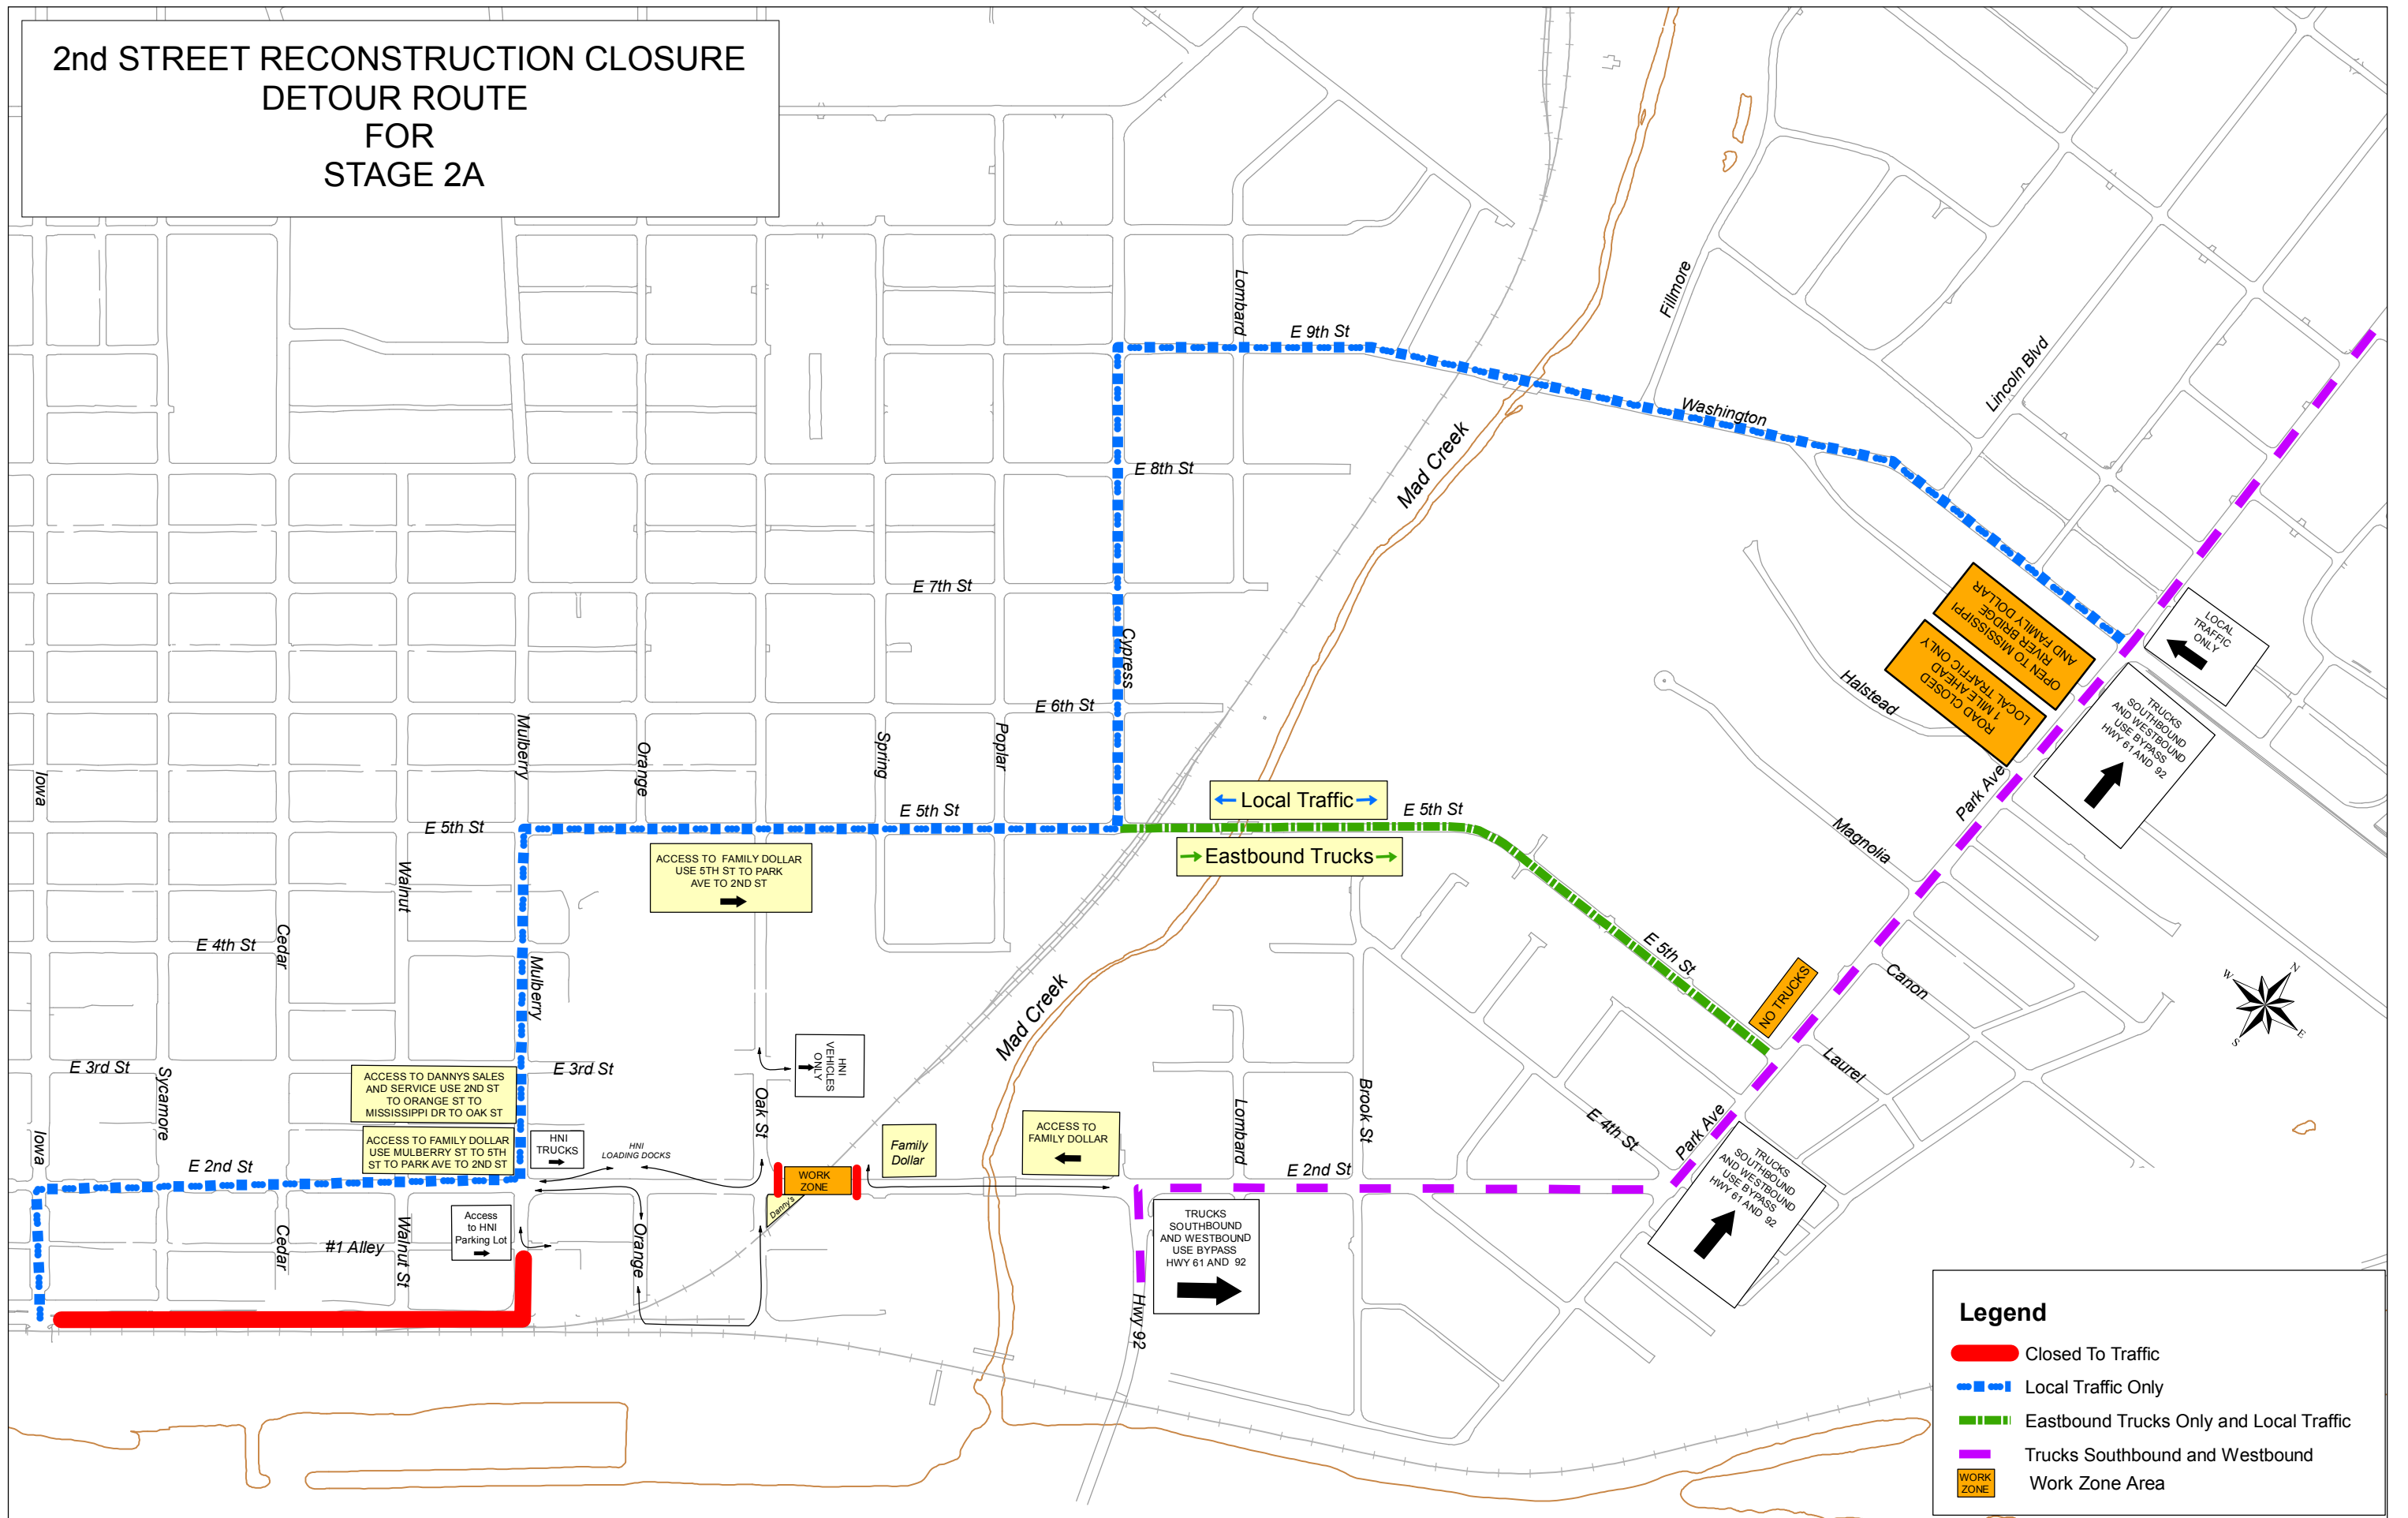 2nd STREET RECONSTRUCTION CLOSURE
DETOUR ROUTE
FOR
STAGE 2A
Lombard
E 9th St
Fillmore
Washington
Lincoln Blvd
Mad Creek
E 8th St
E 7th St
Cypress
E 6th St
OPEN TO MISSISSIPPI
RIVER BRIDGE
AND FAMILY DOLLAR
ROAD CLOSED
1 MILE AHEAD
LOCAL TRAFFIC ONLY
LOCAL
TRAFFIC
ONLY
TRUCKS
SOUTHBOUND
AND WESTBOUND
USE BYPASS
HWY 61 AND 92
Halstead
Park Ave
Magnolia
Iowa
Mulberry
Orange
Spring
Poplar
E 5th St
E 5th St
Local Traffic
E 5th St
Eastbound Trucks
ACCESS TO FAMILY DOLLAR
USE 5TH ST TO PARK
AVE TO 2ND ST
Walnut
Cedar
E 4th St
Mulberry
E 5th St
NO TRUCKS
Canon
Laurel
N
W
E
S
Mad Creek
HNI
VEHICLES
ONLY
E 3rd St
Sycamore
ACCESS TO DANNYS SALES
AND SERVICE USE 2ND ST
TO ORANGE ST TO
MISSISSIPPI DR TO OAK ST
E 3rd St
Oak St
Lombard
Brook St
E 4th St
Park Ave
Iowa
E 2nd St
ACCESS TO FAMILY DOLLAR
USE MULBERRY ST TO 5TH
ST TO PARK AVE TO 2ND ST
HNI
TRUCKS
HNI
LOADING DOCKS
WORK
ZONE
Danny's
Family
Dollar
ACCESS TO
FAMILY DOLLAR
E 2nd St
TRUCKS
SOUTHBOUND
AND WESTBOUND
USE BYPASS
HWY 61 AND 92
Cedar
#1 Alley
Walnut St
Access
to HNI
Parking Lot
Orange
Hwy 92
TRUCKS
SOUTHBOUND
AND WESTBOUND
USE BYPASS
HWY 61 AND 92
Legend
Closed To Traffic
Local Traffic Only
Eastbound Trucks Only and Local Traffic
Trucks Southbound and Westbound
WORK
ZONE
Work Zone Area